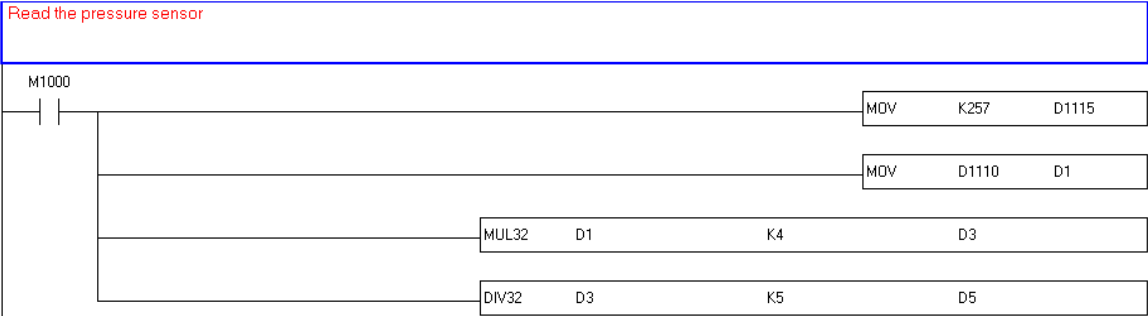 Read the pressure sensor
M1000
MOV K257 D1115
MOV D1110 D1
MUL32 D1 K4 D3
DIV32 D3 K5 D5